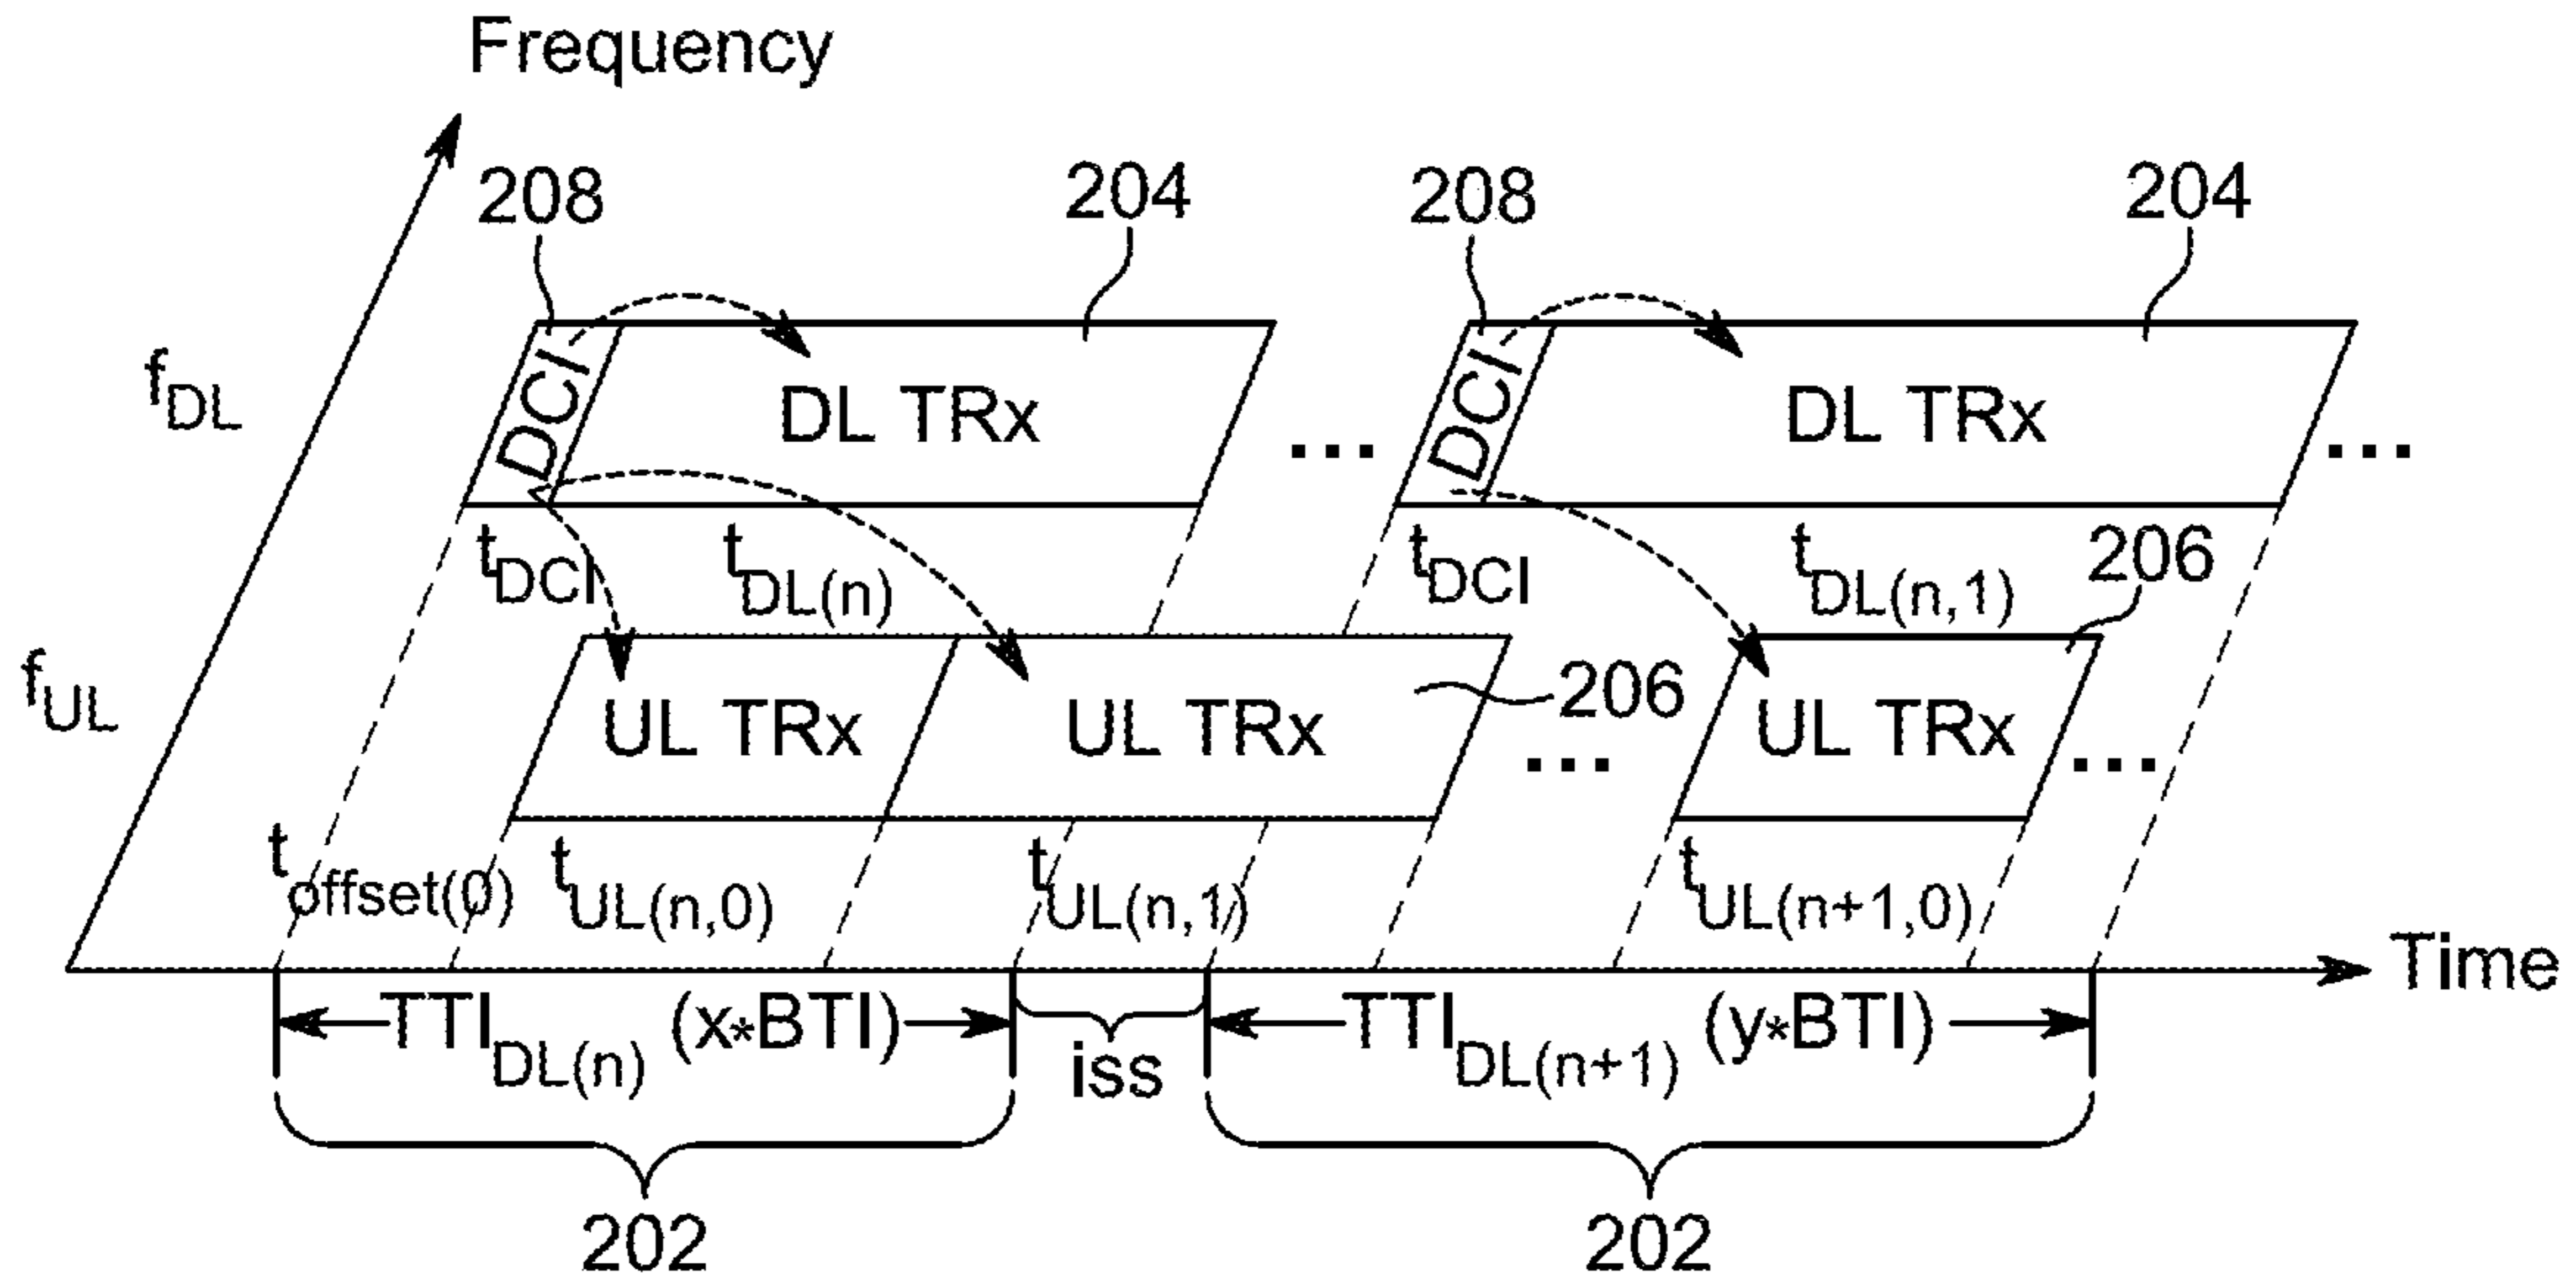 Frequency
208 204 208 204
f_DL
DCI DL TRx ... DCI DL TRx ...
t_DCI t_DL(n) t_DCI t_DL(n,1) 206
f_UL
UL TRx UL TRx 206 ... UL TRx ...
t_offset(0) t_UL(n,0) t_UL(n,1) t_UL(n+1,0)
Time
TTI_DL(n) (x*BTI) iss TTI_DL(n+1) (y*BTI)
202 202